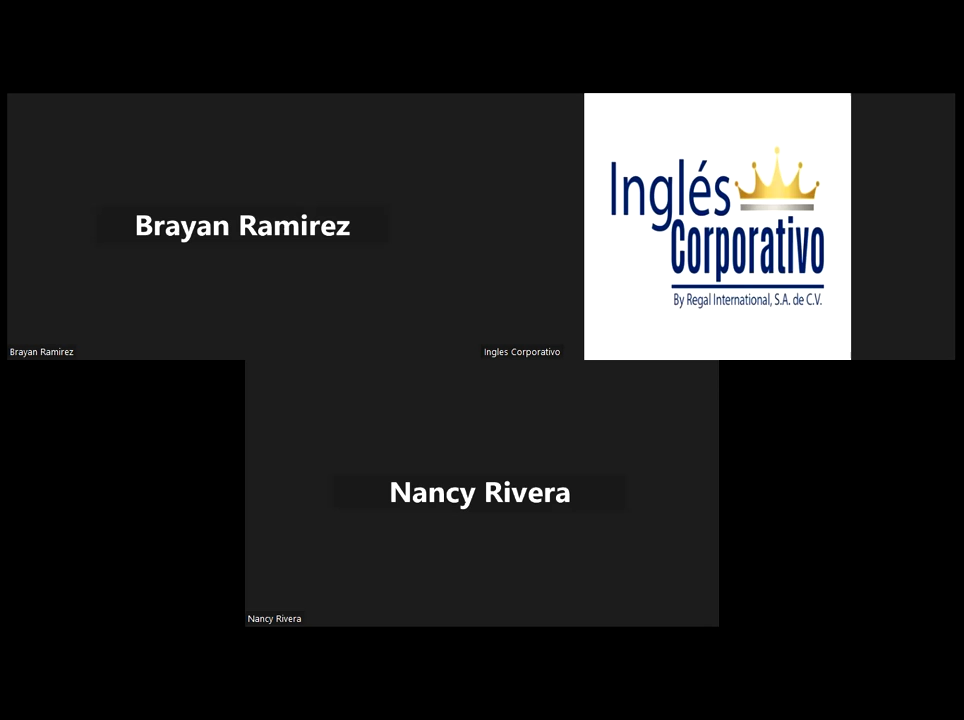 Brayan Ramirez
Brayan Ramirez
Inglés
Corporativo
By Regal International, S.A. de C.V.
Ingles Corporativo
Nancy Rivera
Nancy Rivera